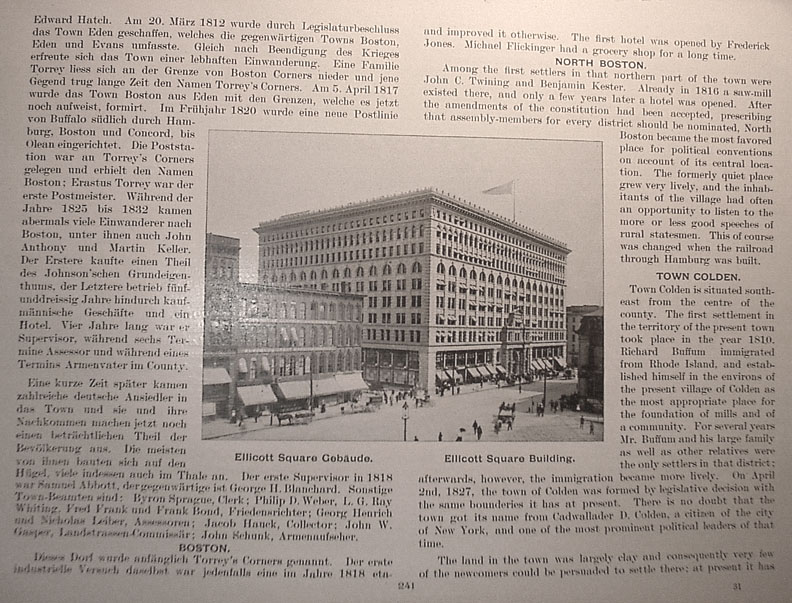 Edward Hatch. Am 20. März 1812 wurde durch Legislaturbeschluss
das Town Eden geschaffen, welches die gegenwärtigen Towns Boston,
Eden und Evans umfasste. Gleich nach Beendigung des Krieges
erfreute sich das Town einer lebhaften Einwanderung. Eine Familie
Torrey liess sich an der Grenze von Boston Corners nieder und jene
Gegend trug lange Zeit den Namen Torrey's Corners. Am 5. April 1817
wurde das Town Boston aus Eden mit den Grenzen, welche es jetzt
noch aufweist, formirt. Im Frühjahr 1820 wurde eine neue Postlinie
von Buffalo südlich durch Ham-
burg, Boston und Concord, bis
Olean eingerichtet. Die Poststa-
tion war an Torrey's Corners
gelegen und erhielt den Namen
Boston; Erastus Torrey war der
erste Postmeister. Während der
Jahre 1825 bis 1832 kamen
abermals viele Einwanderer nach
Boston, unter ihnen auch John
Anthony und Martin Keller.
Der Erstere kaufte einen Theil
des Johnson'schen Grundeigen-
thums, der Letztere betrieb fünf-
unddreissig Jahre hindurch kauf-
männische Geschäfte und ein
Hotel. Vier Jahre lang war er
Supervisor, während sechs Ter-
mine Assessor und während eines
Termins Armenvater im County.
Eine kurze Zeit später kamen
zahlreiche deutsche Ansiedler in
das Town und sie und ihre
Nachkommen machen jetzt noch
einen beträchtlichen Theil der
Bevölkerung aus. Die meisten
von ihnen bauten sich auf den
Hügel, viele indessen auch im Thale an. Der erste Supervisor in 1818
war Samuel Abbott, der gegenwärtige ist George H. Blanchard. Sonstige
Town-Beamten sind: Byron Sprague, Clerk; Philip D. Weber, L. G. Ray
Whiting, Fred Frank und Frank Bond, Friedensrichter; Georg Henrich
und Nicholas Leiber, Assessoren; Jacob Hauck, Collector; John W.
Gasper, Landstrassen-Commissär; John Schunk, Armenaufseher.
BOSTON.
Dieses Dorf wurde anfänglich Torrey's Corners genannt. Der erste
industrielle Versuch daselbst war jedenfalls eine im Jahre 1818 eta-
Ellicott Square Gebäude.
Ellicott Square Building.
and improved it otherwise. The first hotel was opened by Frederick
Jones. Michael Flickinger had a grocery shop for a long time.
NORTH BOSTON.
Among the first settlers in that northern part of the town were
John C. Twining and Benjamin Kester. Already in 1816 a saw-mill
existed there, and only a few years later a hotel was opened. After
the amendments of the constitution had been accepted, prescribing
that assembly-members for every district should be nominated, North
Boston became the most favored
place for political conventions
on account of its central loca-
tion. The formerly quiet place
grew very lively, and the inhab-
itants of the village had often
an opportunity to listen to the
more or less good speeches of
rural statesmen. This of course
was changed when the railroad
through Hamburg was built.
TOWN COLDEN.
Town Colden is situated south-
east from the centre of the
county. The first settlement in
the territory of the present town
took place in the year 1810.
Richard Buffum immigrated
from Rhode Island, and estab-
lished himself in the environs of
the present village of Colden as
the most appropriate place for
the foundation of mills and of
a community. For several years
Mr. Buffum and his large family
as well as other relatives were
the only settlers in that district;
afterwards, however, the immigration became more lively. On April
2nd, 1827, the town of Colden was formed by legislative decision with
the same boundaries it has at present. There is no doubt that the
town got its name from Cadwallader D. Colden, a citizen of the city
of New York, and one of the most prominent political leaders of that
time.
The land in the town was largely clay and consequently very few
of the newcomers could be persuaded to settle there; at present it has
241
51